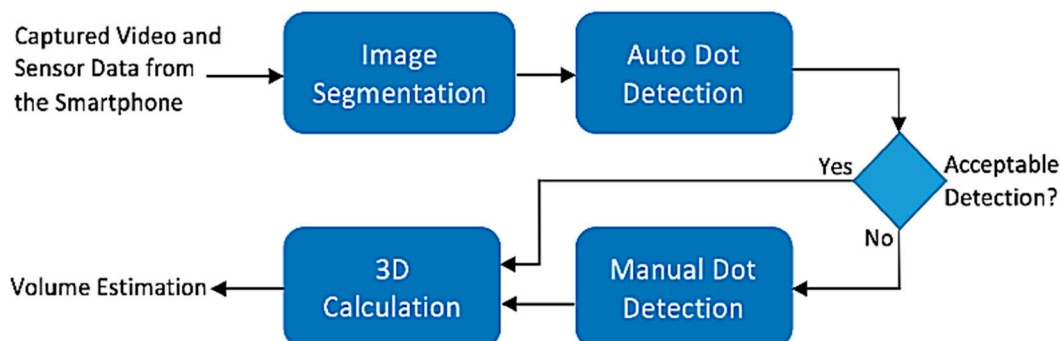 Captured Video and
Sensor Data from
the Smartphone
Image
Segmentation
Auto Dot
Detection
Yes
Acceptable
Detection?
No
Volume Estimation
3D
Calculation
Manual Dot
Detection